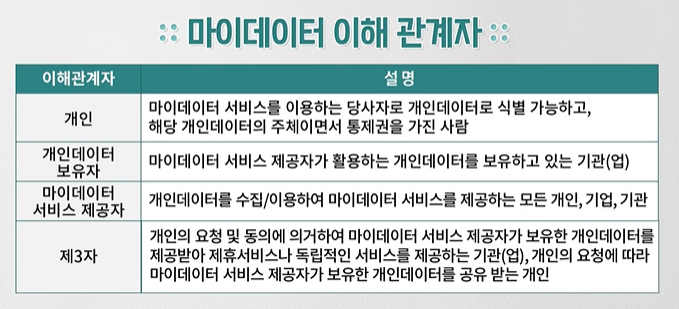 마이데이터 이해 관계자
이해관계자
설 명
개인
마이데이터 서비스를 이용하는 당사자로 개인데이터로 식별 가능하고,
해당 개인데이터의 주체이면서 통제권을 가진 사람
개인데이터
보유자
마이데이터 서비스 제공자가 활용하는 개인데이터를 보유하고 있는 기관(업)
마이데이터
서비스 제공자
개인데이터를 수집/이용하여 마이데이터 서비스를 제공하는 모든 개인, 기업, 기관
제3자
개인의 요청 및 동의에 의거하여 마이데이터 서비스 제공자가 보유한 개인데이터를
제공받아 제휴서비스나 독립적인 서비스를 제공하는 기관(업), 개인의 요청에 따라
마이데이터 서비스 제공자가 보유한 개인데이터를 공유 받는 개인